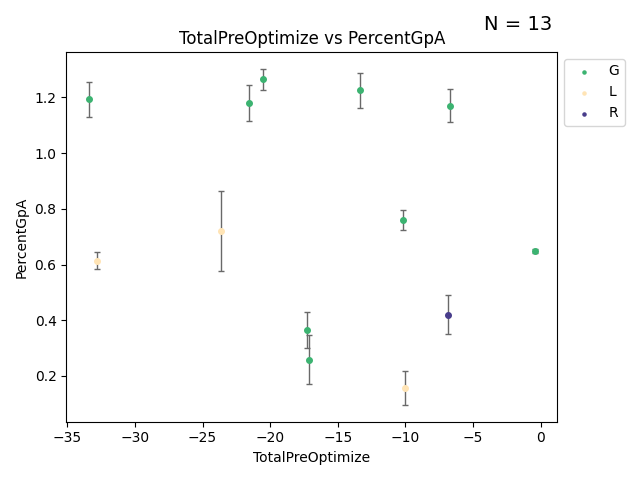 N = 13
TotalPreOptimize vs PercentGpA
G
L
R
PercentGpA
1.2
1.0
0.8
0.6
0.4
0.2
−35 −30 −25 −20 −15 −10 −5 0
TotalPreOptimize